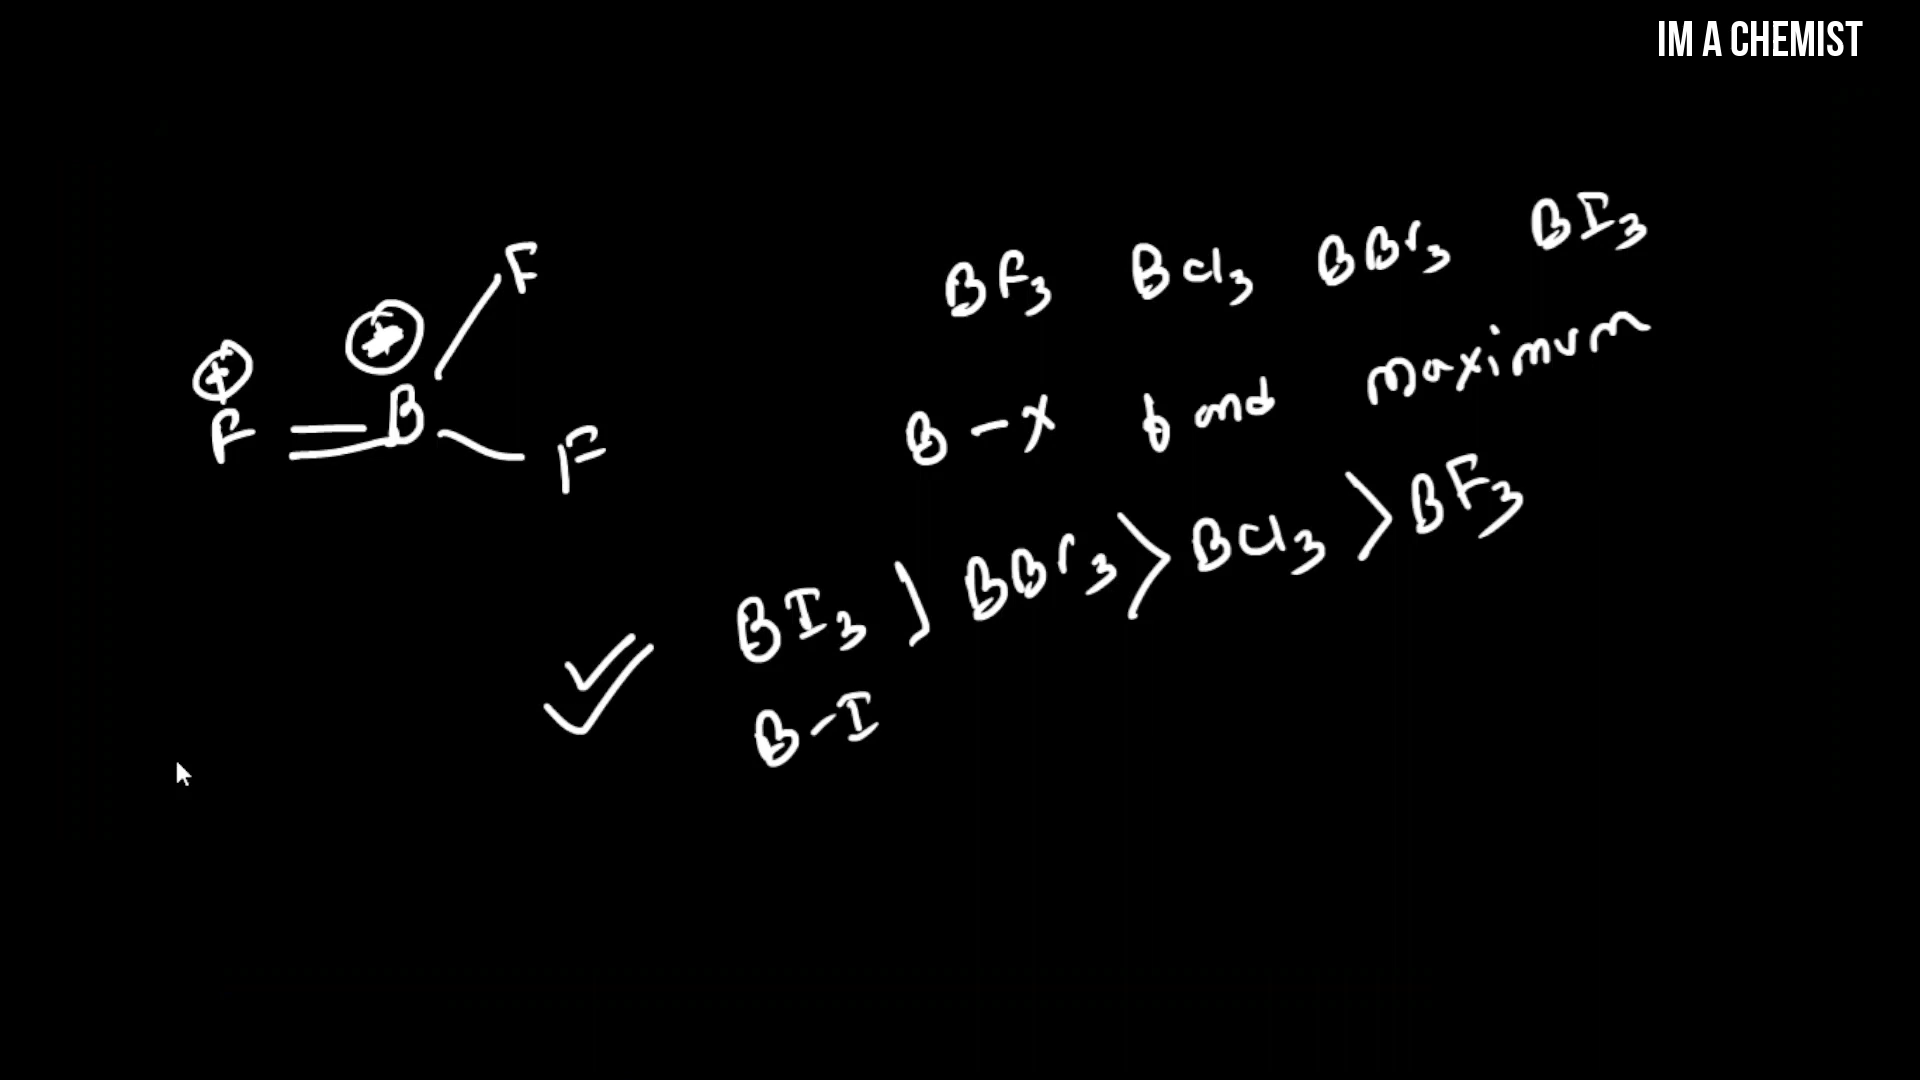 IM A CHEMIST
BF₃ BCl₃ BBr₃ BI₃
F
⊕
F = B
F
B-X bond maximum
BI₃ > BBr₃ > BCl₃ > BF₃
B-I